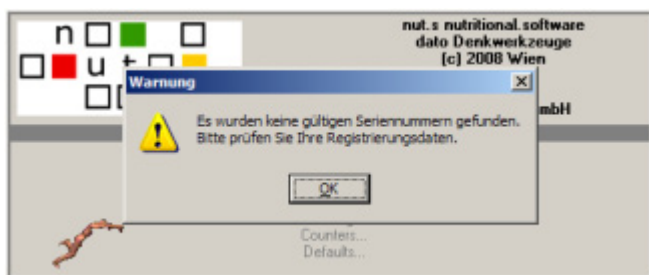 nut.s nutritional.software
dato Denkwerkzeuge
(c) 2008 Wien
n
u t
Warnung
Es wurden keine gültigen Seriennummern gefunden.
Bitte prüfen Sie Ihre Registrierungsdaten.
mbH
OK
Counters...
Defaults...